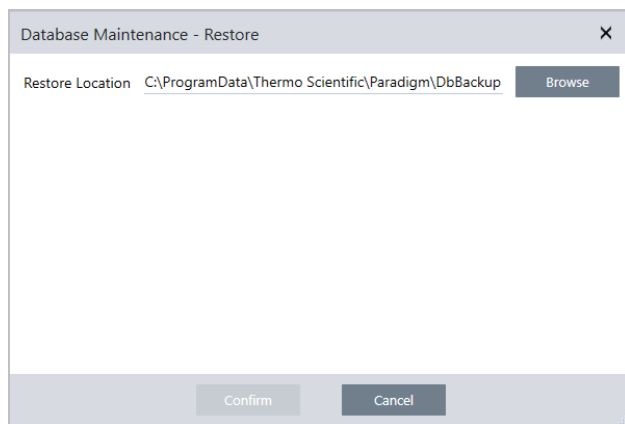 Database Maintenance - Restore
Restore Location C:\ProgramData\Thermo Scientific\Paradigm\DbBackup Browse
Confirm Cancel